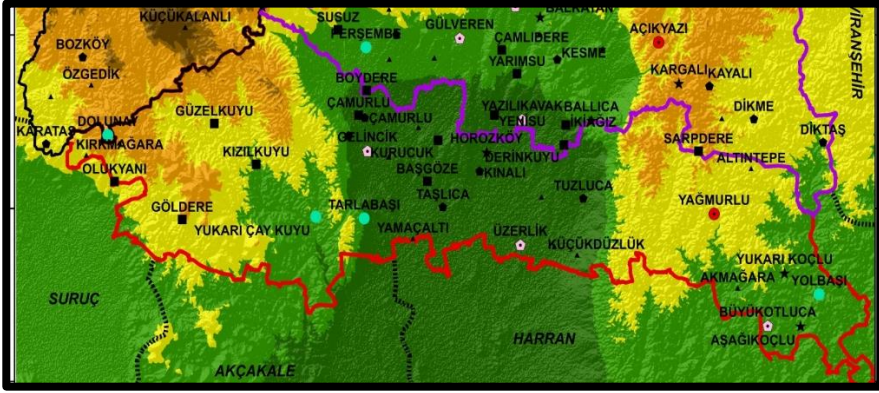 KÜÇÜKALANLI
SUSUZ
GÜLVEREN
BALKATAN
AÇIKYAZI
VİRANŞEHİR
BOZKÖY
PERŞEMBE
ÇAMLIDERE
KESME
ÖZGEDİK
YARIMSU
KARGALI
KAYALI
BOYDERE
DOLUNAY
GÜZELKUYU
ÇAMURLU
ÇAMURLU
YAZILIKAVAK
BALLICA
DİKME
KARATAŞ
YENİSU
İKİAĞIZ
DİKTAŞ
KIRKMAĞARA
GELİNCİK
HOROZKÖY
SARPDERE
KIZILKUYU
KURUCUK
DERİNKUYU
ALTINTEPE
OLUKYANI
BAŞGÖZE
KINALI
TAŞLICA
TUZLUCA
GÖLDERE
TARLABAŞI
YAĞMURLU
YUKARI ÇAY KUYU
YAMAÇALTI
ÜZERLİK
KÜÇÜKDÜZLÜK
YUKARI KOÇLU
AKMAĞARA
YOLBAŞI
SURUÇ
BÜYÜKOTLUCA
HARRAN
AŞAĞIKOÇLU
AKÇAKALE